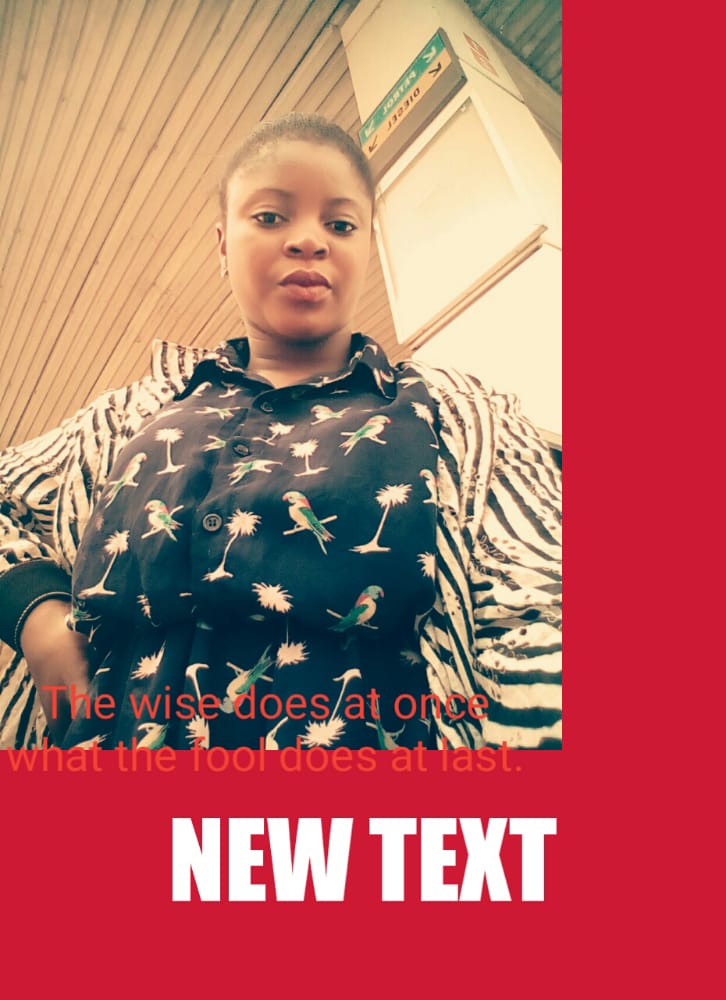 PETROL
DIESEL
The wise does at once
what the fool does at last.
NEW TEXT